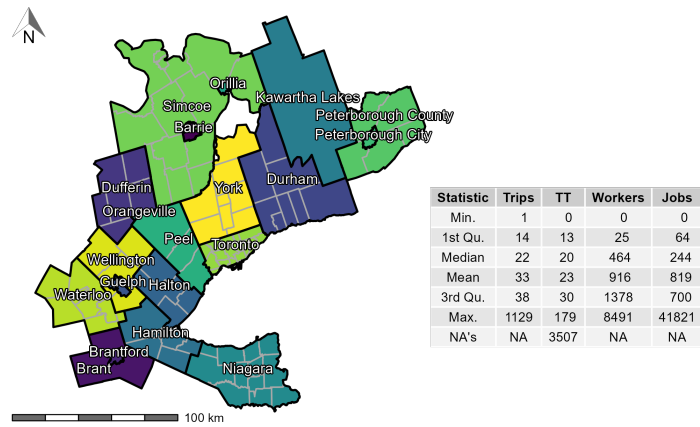 N
Orillia
Kawartha Lakes
Simcoe
Peterborough County
Barrie
Peterborough City
Durham
Dufferin
York
Orangeville
Peel
Toronto
Wellington
Guelph
Halton
Waterloo
Hamilton
Brantford
Brant
Niagara
100 km
Statistic Trips TT Workers Jobs
Min. 1 0 0 0
1st Qu. 14 13 25 64
Median 22 20 464 244
Mean 33 23 916 819
3rd Qu. 38 30 1378 700
Max. 1129 179 8491 41821
NA's NA 3507 NA NA